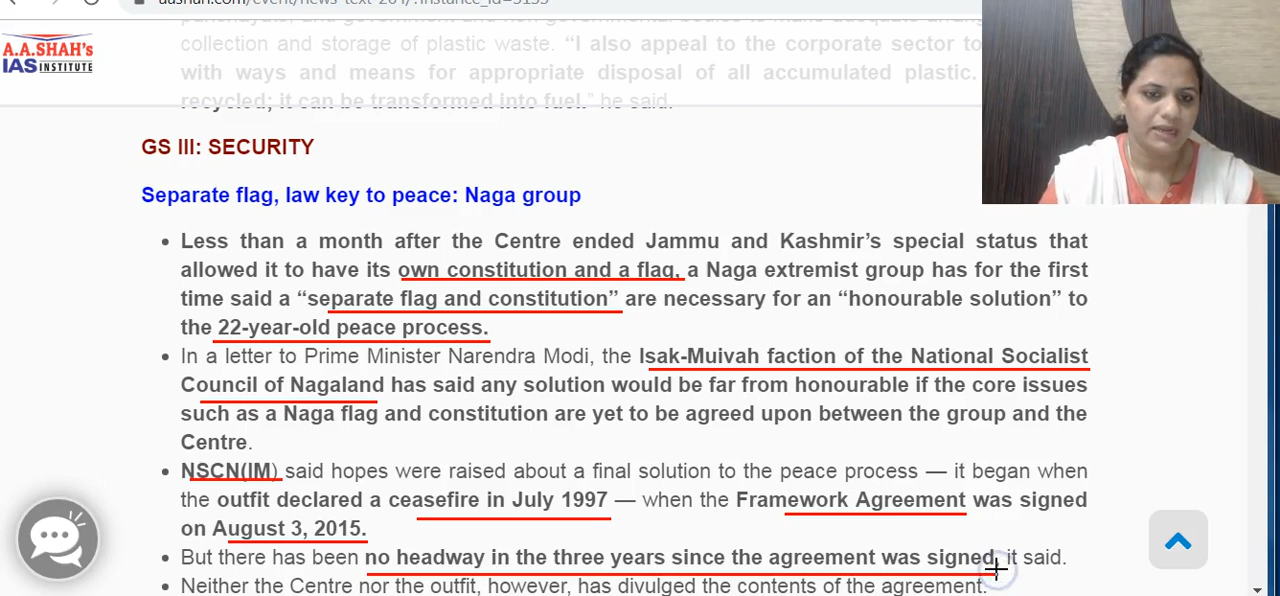 A.A.SHAH's
IAS INSTITUTE
collection and storage of plastic waste. “I also appeal to the corporate sector to
with ways and means for appropriate disposal of all accumulated plastic.
recycled; it can be transformed into fuel.” he said.
GS III: SECURITY
Separate flag, law key to peace: Naga group
• Less than a month after the Centre ended Jammu and Kashmir’s special status that
allowed it to have its own constitution and a flag, a Naga extremist group has for the first
time said a “separate flag and constitution” are necessary for an “honourable solution” to
the 22-year-old peace process.
• In a letter to Prime Minister Narendra Modi, the Isak-Muivah faction of the National Socialist
Council of Nagaland has said any solution would be far from honourable if the core issues
such as a Naga flag and constitution are yet to be agreed upon between the group and the
Centre.
• NSCN(IM) said hopes were raised about a final solution to the peace process — it began when
the outfit declared a ceasefire in July 1997 — when the Framework Agreement was signed
on August 3, 2015.
• But there has been no headway in the three years since the agreement was signed, it said.
• Neither the Centre nor the outfit, however, has divulged the contents of the agreement.